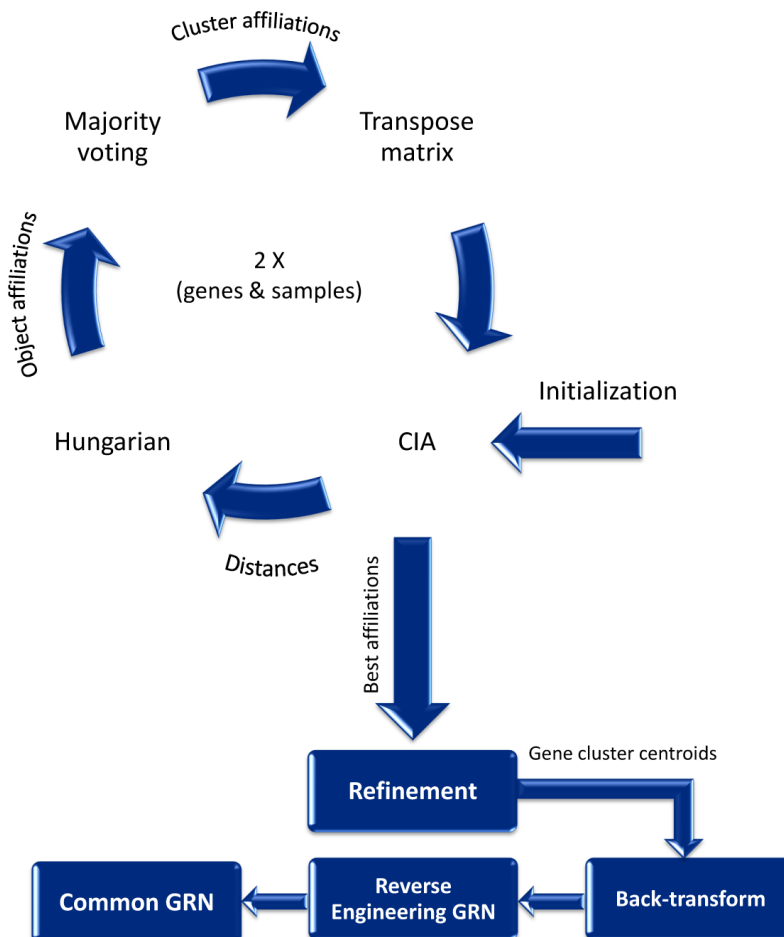 Cluster affiliations
Majority
voting
Transpose
matrix
Object affiliations
2 X
(genes & samples)
Initialization
Hungarian
CIA
Distances
Best affiliations
Gene cluster centroids
Refinement
Common GRN
Reverse
Engineering GRN
Back-transform